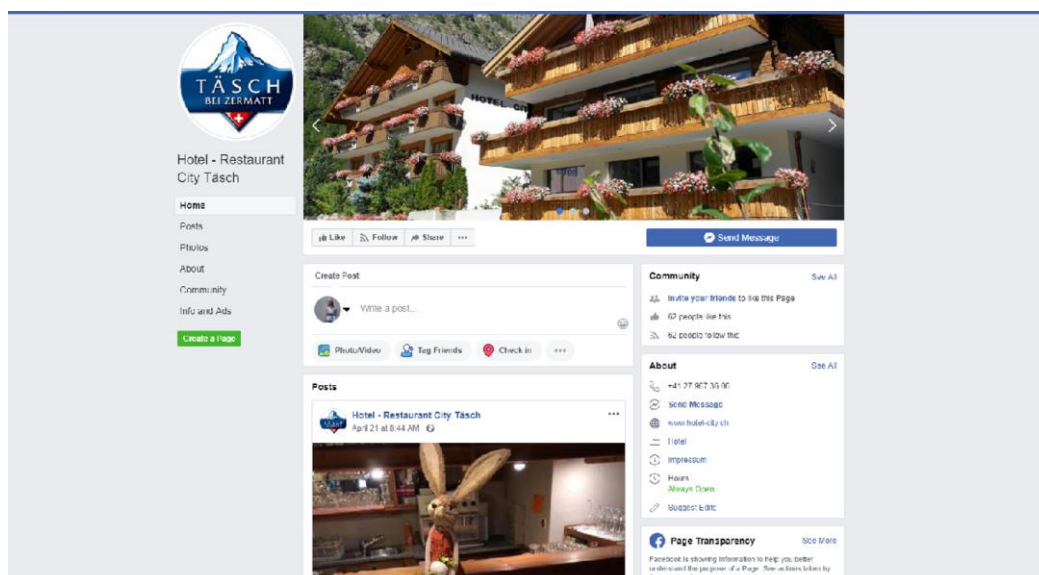 TÄSCH
BEI ZERMATT
Hotel - Restaurant
City Täsch
Home
Posts
Photos
About
Community
Info and Ads
Create a Page
HOTEL
Like
Follow
Share
Send Message
Create Post
Write a post...
Photo/Video
Tag Friends
Check in
Posts
Hotel - Restaurant City Täsch
April 21 at 8:44 AM
Community
See All
Invite your friends to like this Page
62 people like this
62 people follow this
About
See All
+41 27 967 36 06
Send Message
www.hotel-city.ch
Hotel
Impressum
Hours
Always Open
Suggest Edits
Page Transparency
See More
Facebook is showing information to help you better
understand the purpose of a Page. See actions taken by